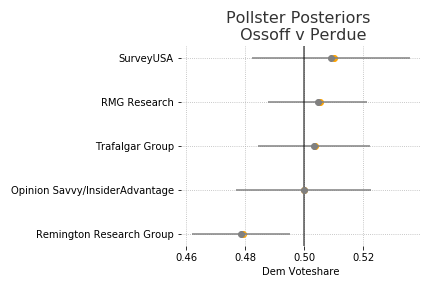 Pollster Posteriors
Ossoff v Perdue
SurveyUSA
RMG Research
Trafalgar Group
Opinion Savvy/InsiderAdvantage
Remington Research Group
0.46 0.48 0.50 0.52
Dem Voteshare